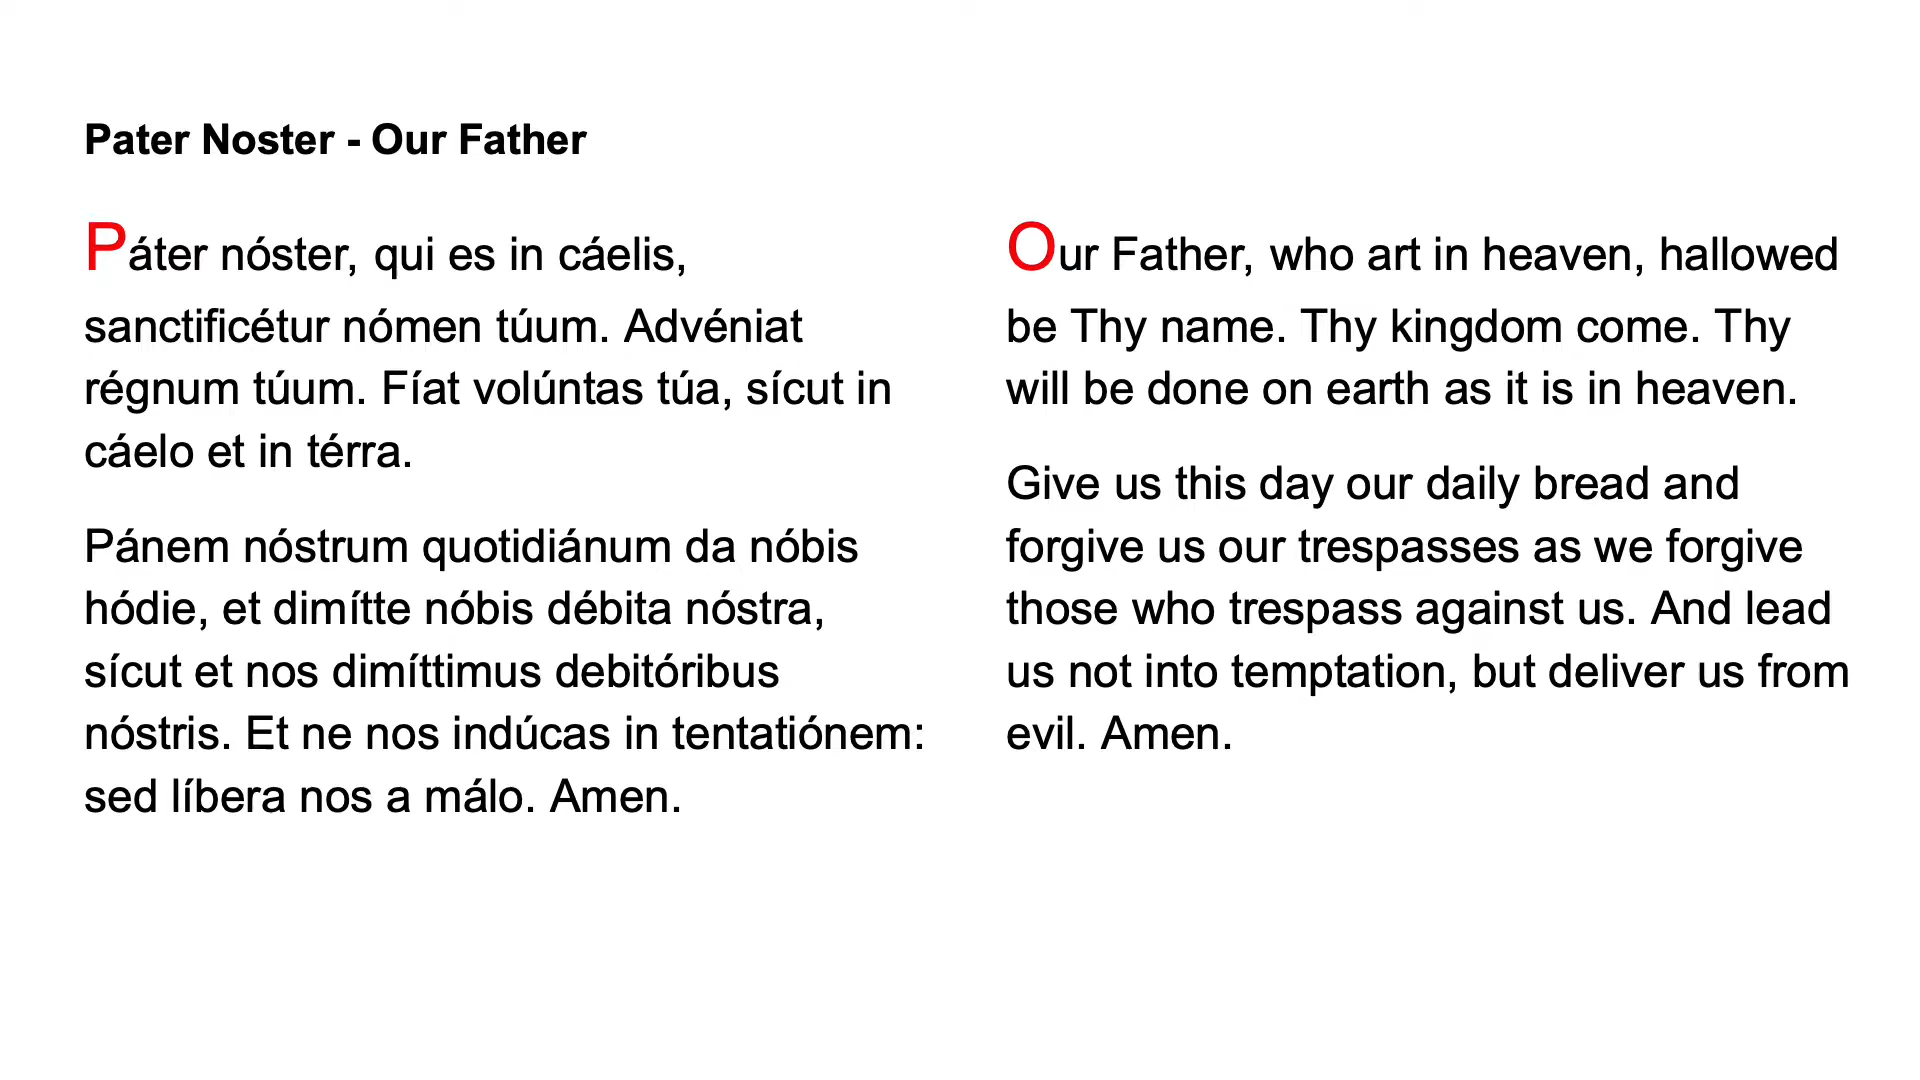 Pater Noster - Our Father
Páter nóster, qui es in cáelis,
sanctificétur nómen túum. Advéniat
régnum túum. Fíat volúntas túa, sícut in
cáelo et in térra.
Pánem nóstrum quotidiánum da nóbis
hódie, et dimítte nóbis débita nóstra,
sícut et nos dimíttimus debitóribus
nóstris. Et ne nos indúcas in tentatiónem:
sed líbera nos a málo. Amen.
Our Father, who art in heaven, hallowed
be Thy name. Thy kingdom come. Thy
will be done on earth as it is in heaven.
Give us this day our daily bread and
forgive us our trespasses as we forgive
those who trespass against us. And lead
us not into temptation, but deliver us from
evil. Amen.